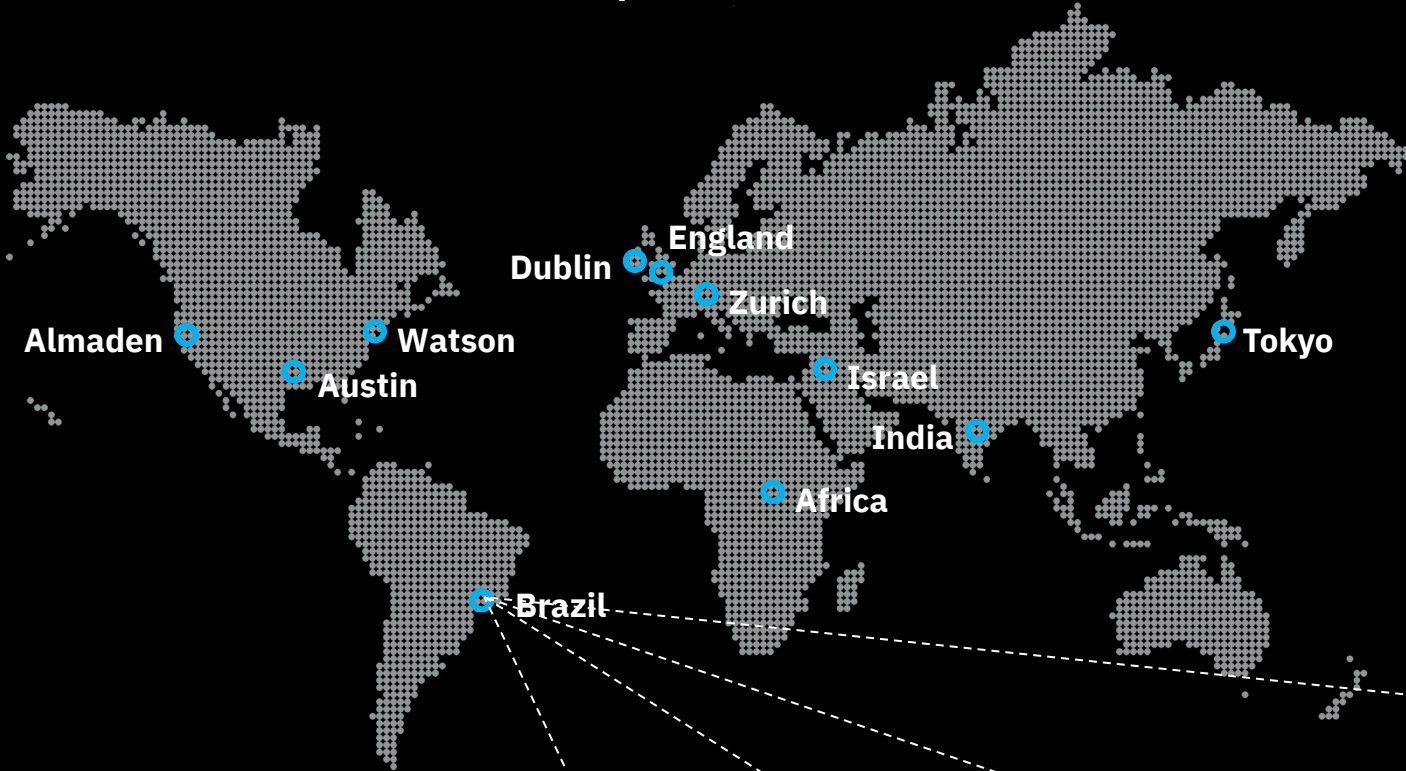 England
Dublin
Zurich
Almaden
Watson
Tokyo
Austin
Israel
India
Africa
Brazil